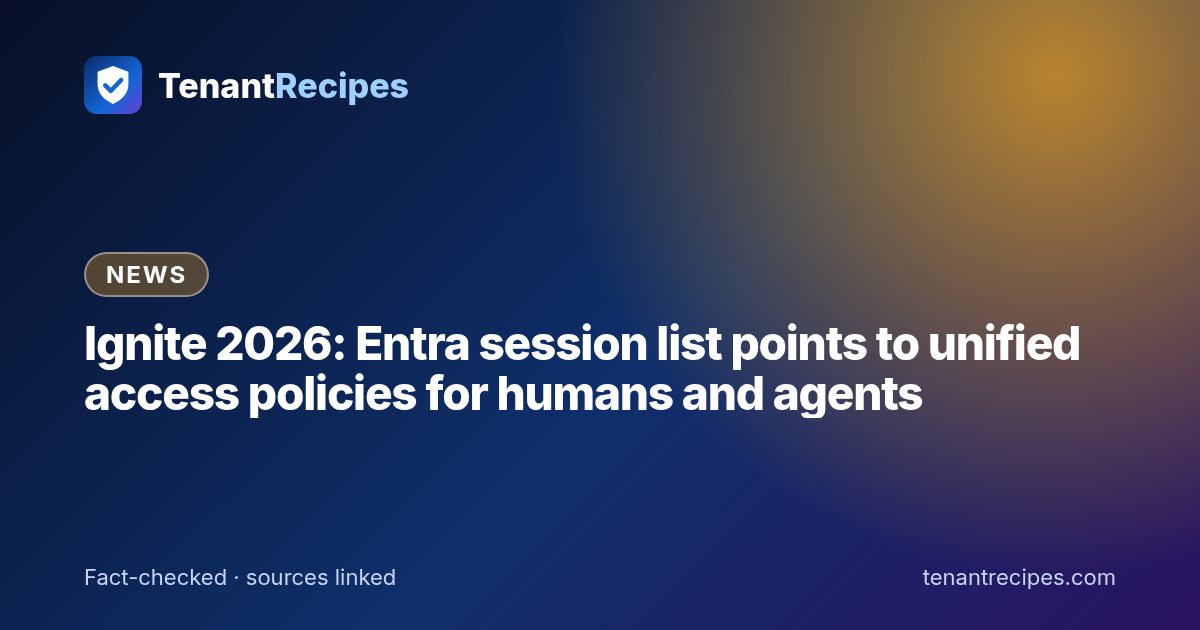 TenantRecipes
NEWS
Ignite 2026: Entra session list points to unified
access policies for humans and agents
Fact-checked · sources linked
tenantrecipes.com